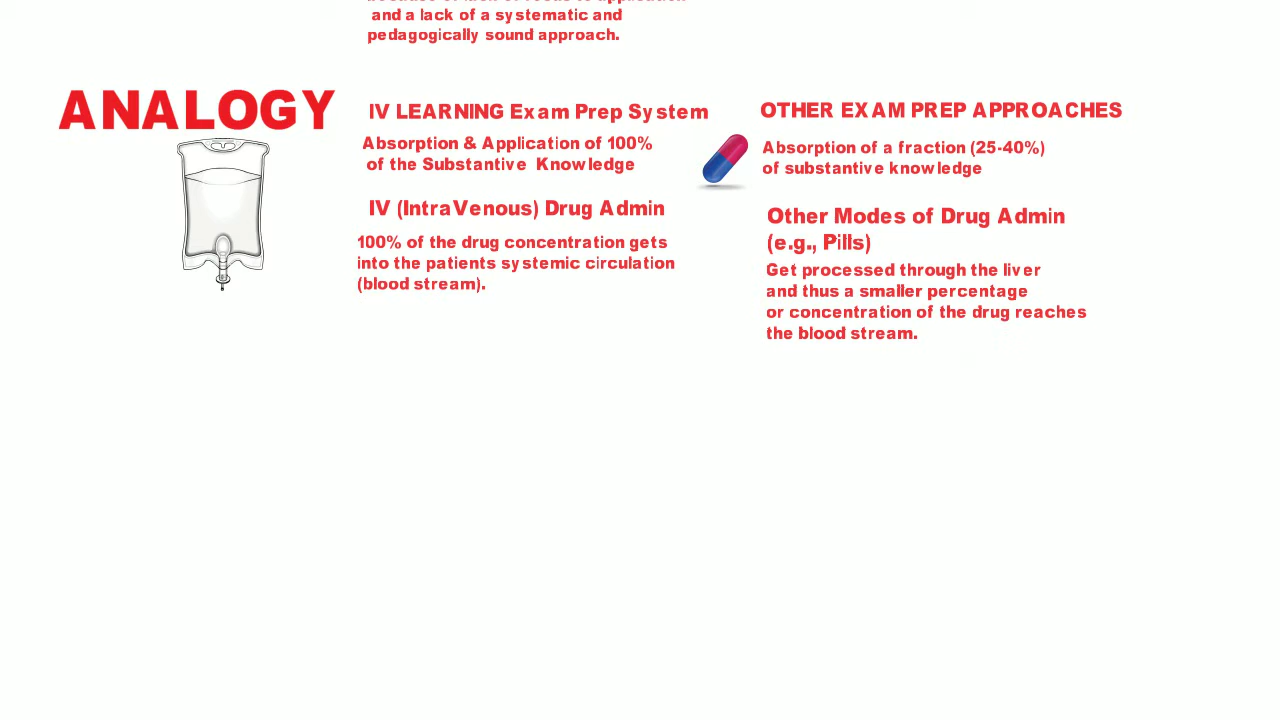 and a lack of a systematic and
pedagogically sound approach.
ANALOGY
IV LEARNING Exam Prep System
Absorption & Application of 100%
of the Substantive Knowledge
IV (IntraVenous) Drug Admin
100% of the drug concentration gets
into the patients systemic circulation
(blood stream).
OTHER EXAM PREP APPROACHES
Absorption of a fraction (25-40%)
of substantive knowledge
Other Modes of Drug Admin
(e.g., Pills)
Get processed through the liver
and thus a smaller percentage
or concentration of the drug reaches
the blood stream.